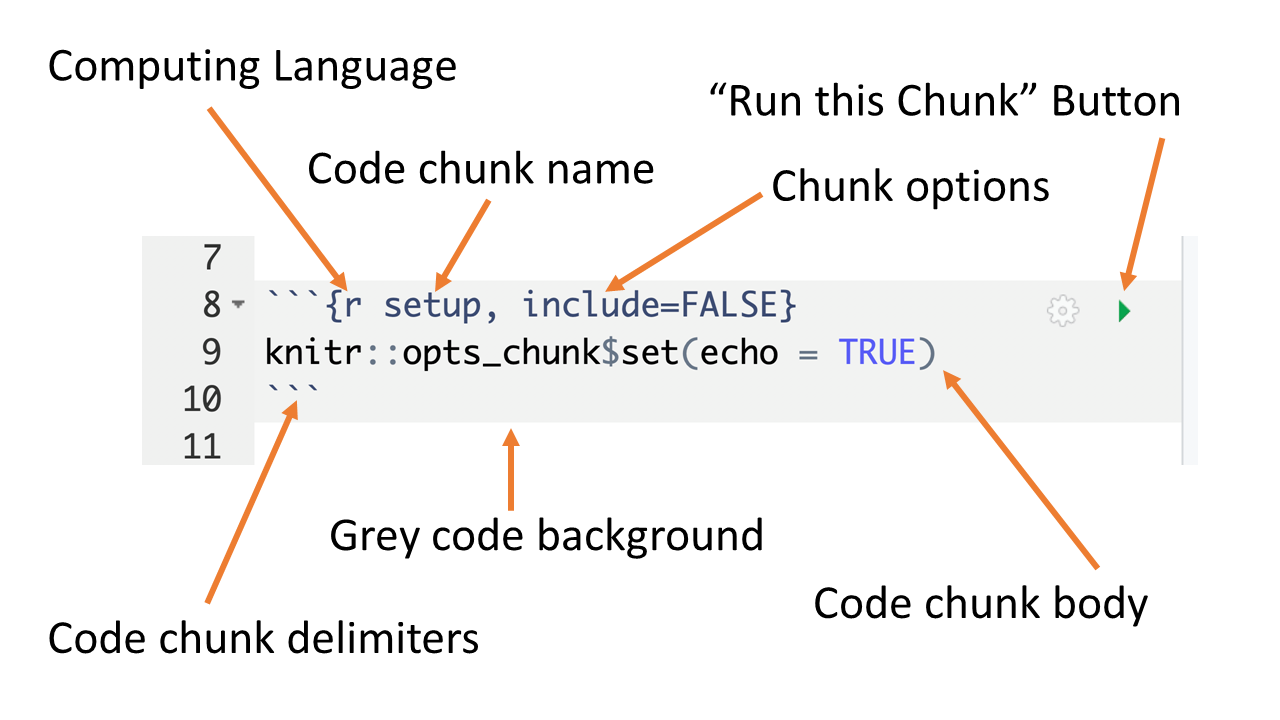 Computing Language
“Run this Chunk” Button
Code chunk name
Chunk options
7
8 ```{r setup, include=FALSE}
9 knitr::opts_chunk$set(echo = TRUE)
10 ```
11
Grey code background
Code chunk body
Code chunk delimiters